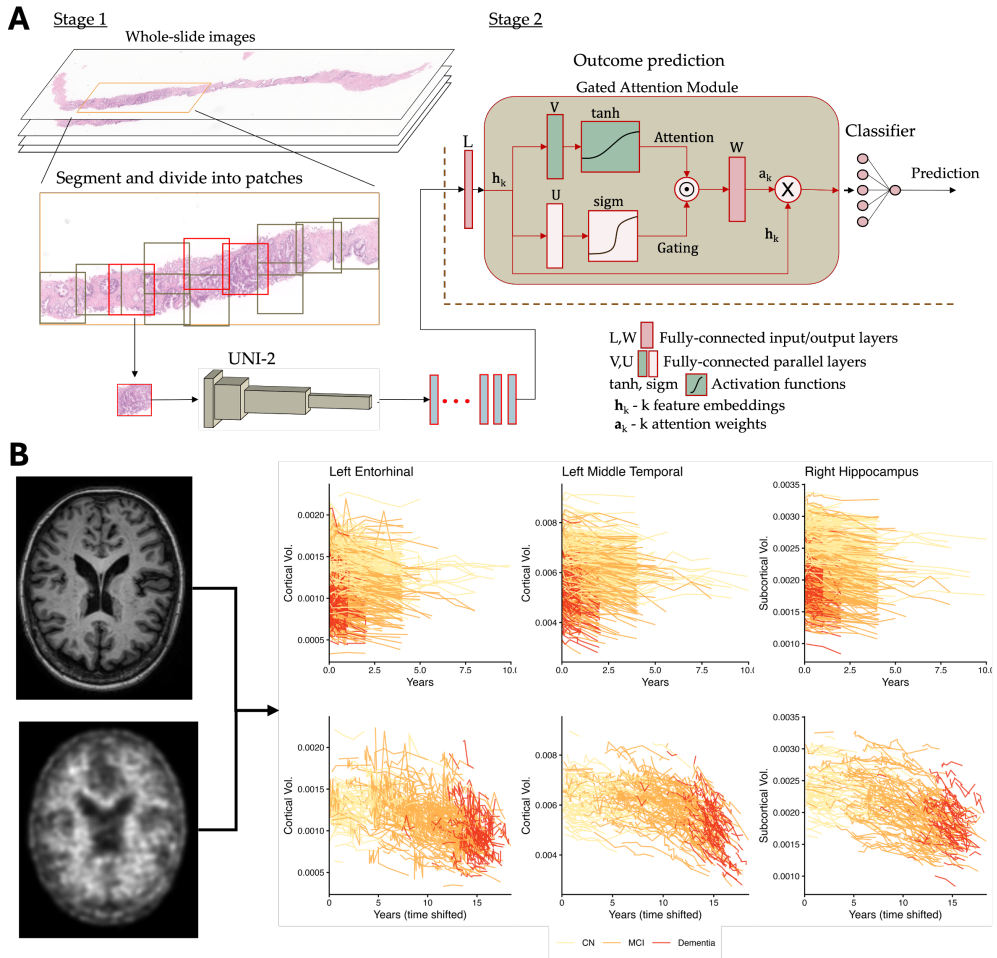 A
Stage 1
Whole-slide images
Segment and divide into patches
UNI-2
Stage 2
Outcome prediction
Gated Attention Module
L
hₖ
V
tanh
Attention
U
sigm
Gating
W
aₖ
X
hₖ
Classifier
Prediction
L,W Fully-connected input/output layers
V,U Fully-connected parallel layers
tanh, sigm Activation functions
hₖ - k feature embeddings
aₖ - k attention weights
B
Left Entorhinal
Cortical Vol.
0.0020
0.0015
0.0010
0.0005
0.0 2.5 5.0 7.5 10.0
Years
Left Middle Temporal
Cortical Vol.
0.008
0.006
0.004
0.0 2.5 5.0 7.5 10.0
Years
Right Hippocampus
Subcortical Vol.
0.0035
0.0030
0.0025
0.0020
0.0015
0.0010
0.0 2.5 5.0 7.5 10.0
Years
Cortical Vol.
0.0020
0.0015
0.0010
0.0005
0 5 10 15
Years (time shifted)
Cortical Vol.
0.008
0.006
0.004
0 5 10 15
Years (time shifted)
Subcortical Vol.
0.0035
0.0030
0.0025
0.0020
0.0015
0.0010
0 5 10 15
Years (time shifted)
CN MCI Dementia